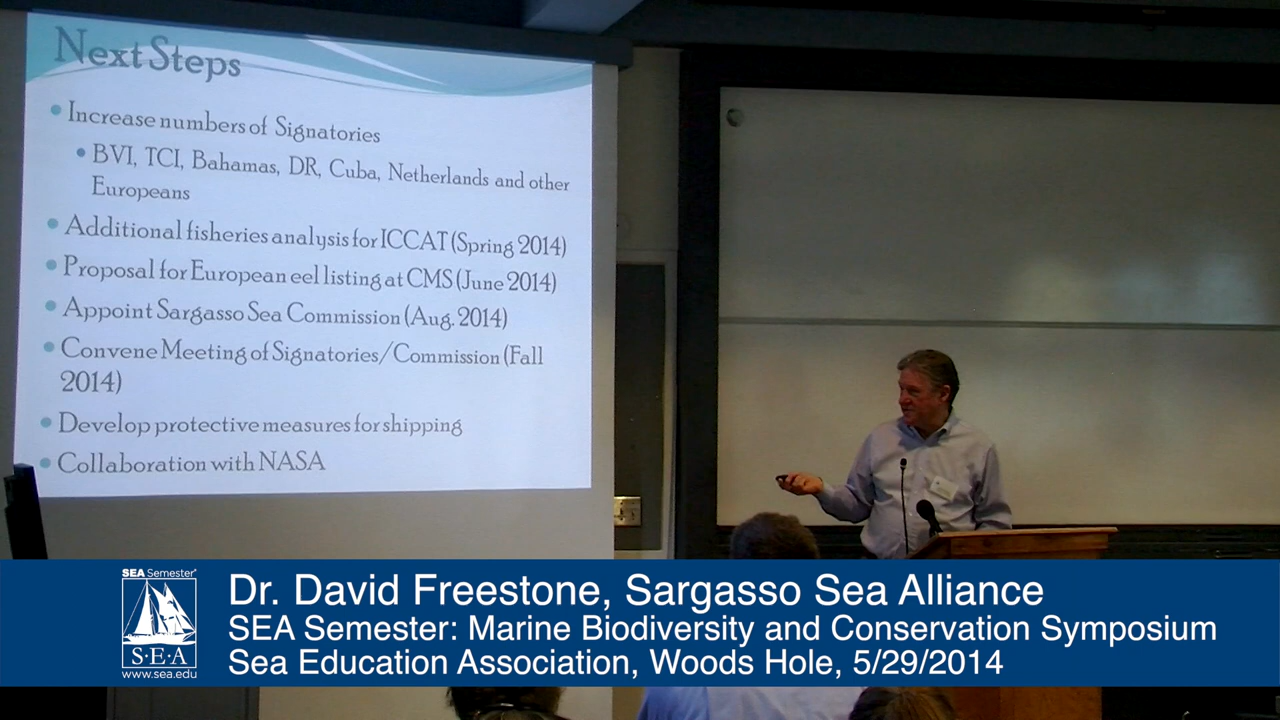 Next Steps
Increase numbers of Signatories
BVI, TCI, Bahamas, DR, Cuba, Netherlands and other
Europeans
Additional fisheries analysis for ICCAT (Spring 2014)
Proposal for European eel listing at CMS (June 2014)
Appoint Sargasso Sea Commission (Aug. 2014)
Convene Meeting of Signatories/Commission (Fall
2014)
Develop protective measures for shipping
Collaboration with NASA
SEA Semester®
S·E·A
www.sea.edu
Dr. David Freestone, Sargasso Sea Alliance
SEA Semester: Marine Biodiversity and Conservation Symposium
Sea Education Association, Woods Hole, 5/29/2014